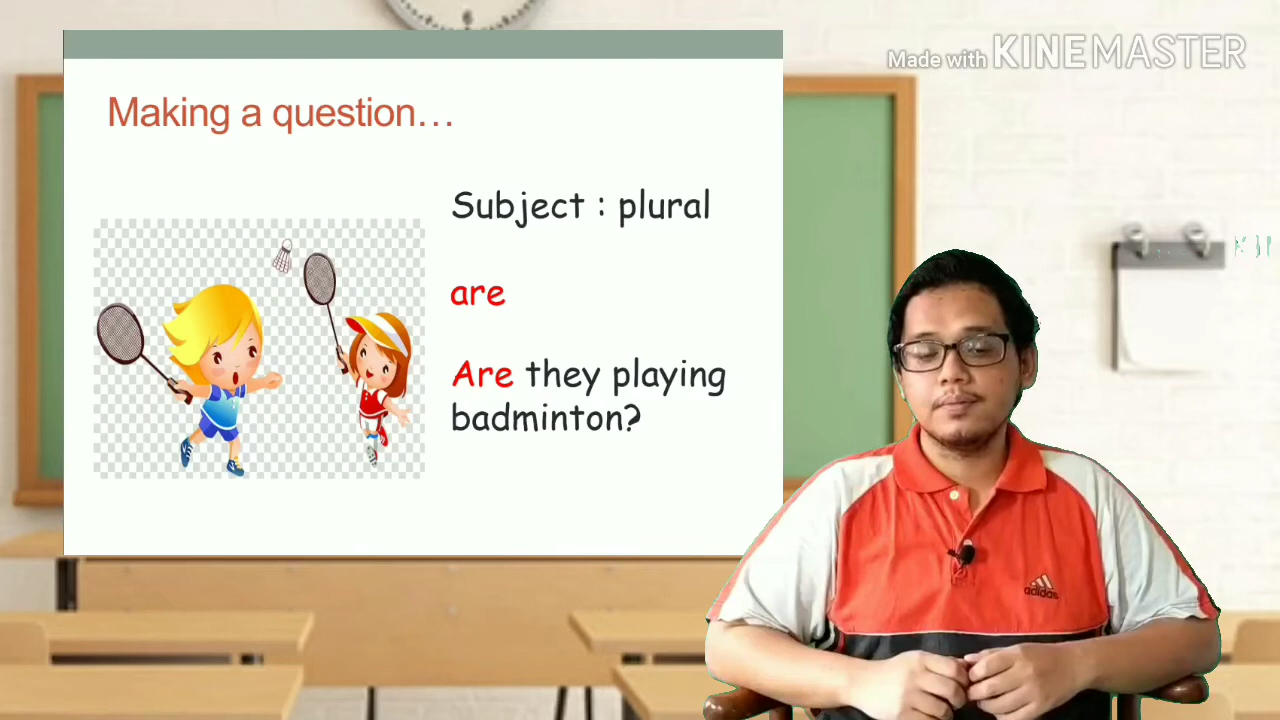 Made with KINEMASTER
Making a question…
Subject : plural
are
Are they playing
badminton?
adidas